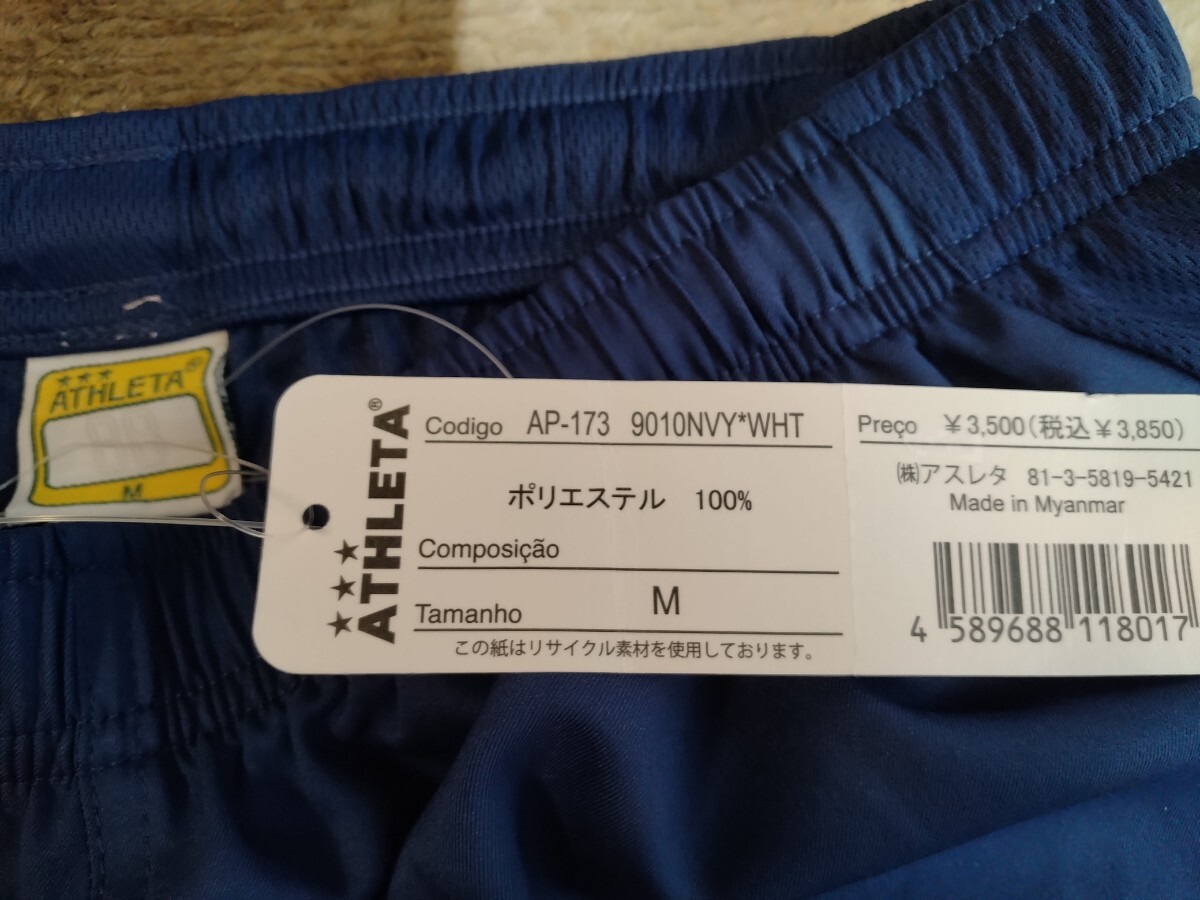 ★★★
ATHLETA®
M
★★★ ATHLETA®
Codigo AP-173 9010NVY*WHT
ポリエステル 100%
Composição
Tamanho M
この紙はリサイクル素材を使用しております。
Preço ¥3,500(税込¥3,850)
㈱アスレタ 81-3-5819-5421
Made in Myanmar
4 589688 118017